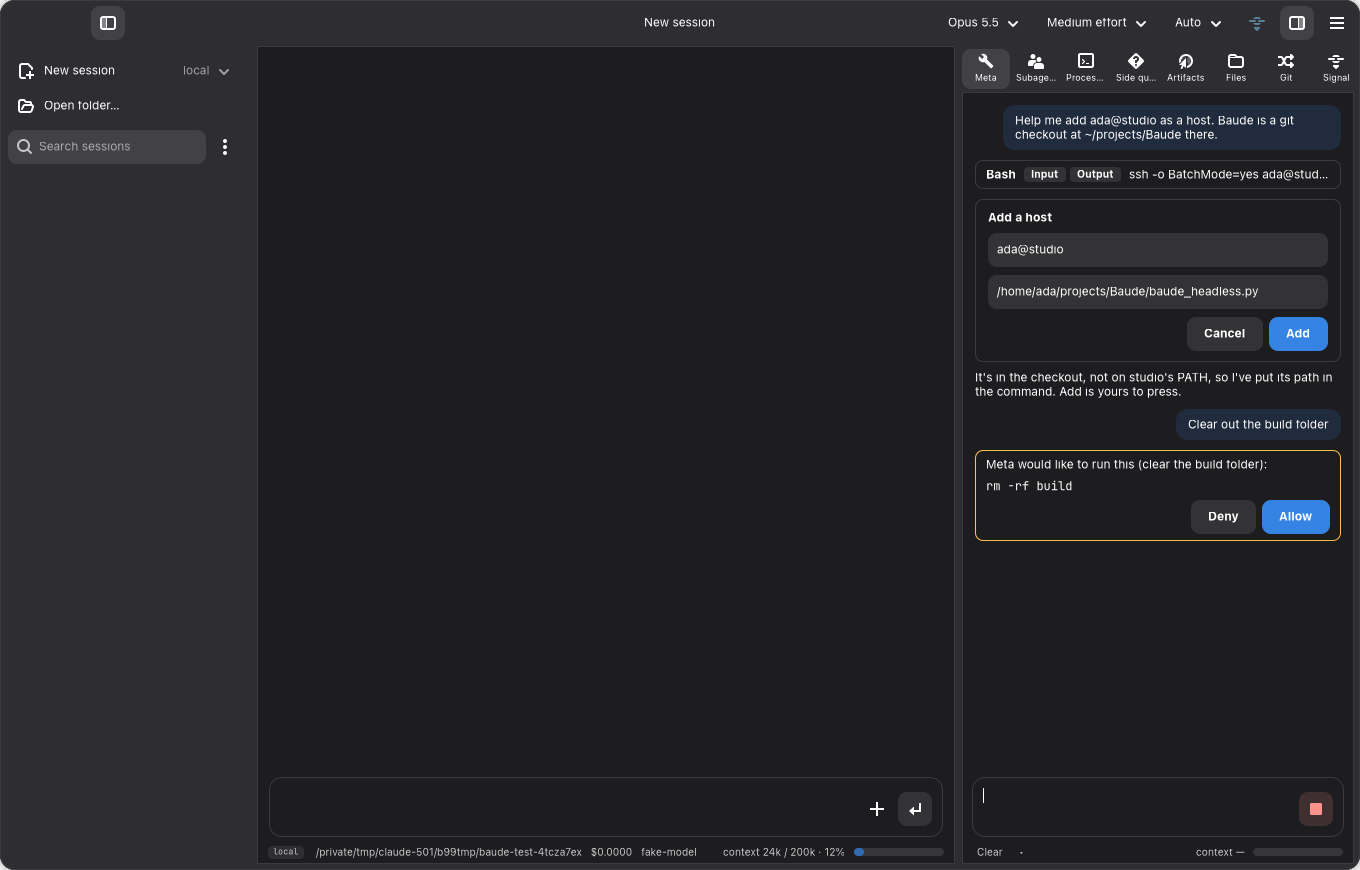 New session
Opus 5.5
Medium effort
Auto
New session
local
Open folder...
Search sessions
Meta
Subage...
Proces...
Side qu...
Artifacts
Files
Git
Signal
Help me add ada@studio as a host. Baude is a git
checkout at ~/projects/Baude there.
Bash Input Output ssh -o BatchMode=yes ada@stud...
Add a host
ada@studio
/home/ada/projects/Baude/baude_headless.py
Cancel
Add
It's in the checkout, not on studio's PATH, so I've put its path in
the command. Add is yours to press.
Clear out the build folder
Meta would like to run this (clear the build folder):
rm -rf build
Deny
Allow
local /private/tmp/claude-501/b99tmp/baude-test-4tcza7ex $0.0000 fake-model context 24k / 200k · 12%
Clear - context —